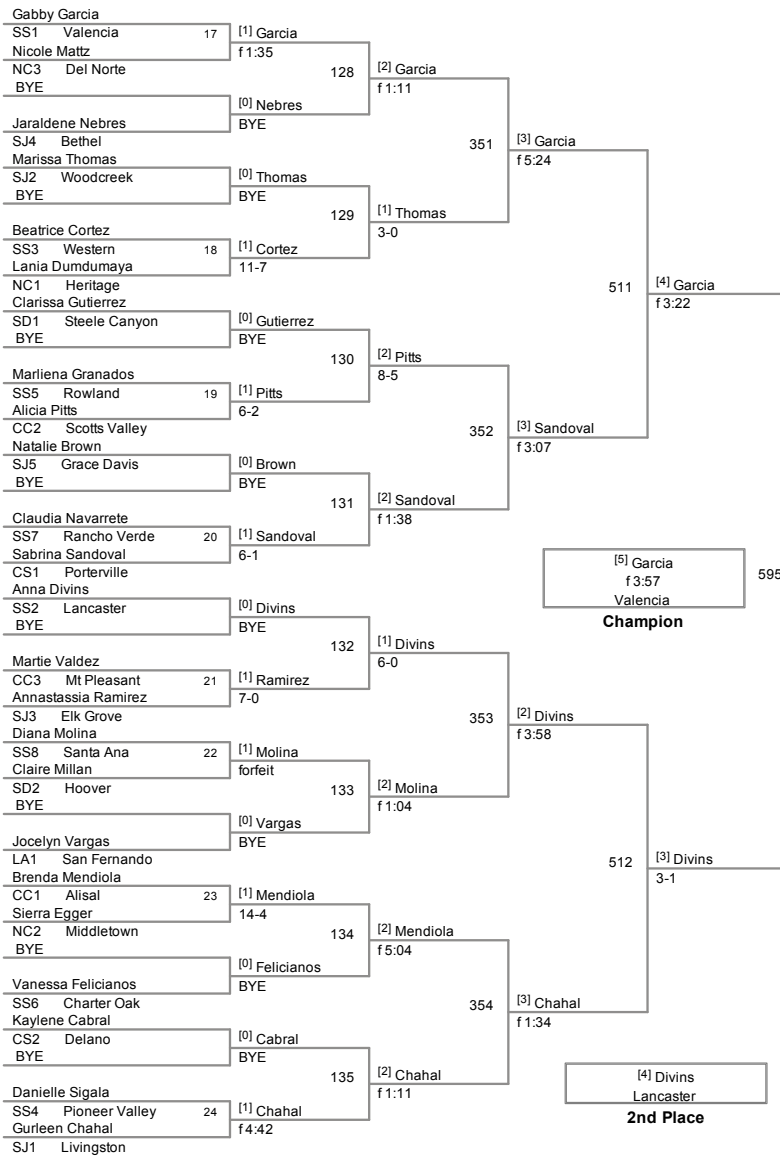 Gabby Garcia
SS1 Valencia 17
Nicole Mattz
NC3 Del Norte
BYE
Jaraldene Nebres
SJ4 Bethel
Marissa Thomas
SJ2 Woodcreek
BYE
Beatrice Cortez
SS3 Western 18
Lania Dumdumaya
NC1 Heritage
Clarissa Gutierrez
SD1 Steele Canyon
BYE
Marliena Granados
SS5 Rowland 19
Alicia Pitts
CC2 Scotts Valley
Natalie Brown
SJ5 Grace Davis
BYE
Claudia Navarrete
SS7 Rancho Verde 20
Sabrina Sandoval
CS1 Porterville
Anna Divins
SS2 Lancaster
BYE
Martie Valdez
CC3 Mt Pleasant 21
Annastassia Ramirez
SJ3 Elk Grove
Diana Molina
SS8 Santa Ana 22
Claire Millan
SD2 Hoover
BYE
Jocelyn Vargas
LA1 San Fernando
Brenda Mendiola
CC1 Alisal 23
Sierra Egger
NC2 Middletown
BYE
Vanessa Felicianos
SS6 Charter Oak
Kaylene Cabral
CS2 Delano
BYE
Danielle Sigala
SS4 Pioneer Valley 24
Gurleen Chahal
SJ1 Livingston
[1] Garcia
f 1:35
128
[0] Nebres
BYE
[0] Thomas
BYE
129
[1] Cortez
11-7
[0] Gutierrez
BYE
130
[1] Pitts
6-2
[0] Brown
BYE
131
[1] Sandoval
6-1
[0] Divins
BYE
132
[1] Ramirez
7-0
[1] Molina
forfeit
133
[0] Vargas
BYE
[1] Mendiola
14-4
134
[0] Felicianos
BYE
[0] Cabral
BYE
135
[1] Chahal
f 4:42
[2] Garcia
f 1:11
351
[1] Thomas
3-0
[2] Pitts
8-5
352
[2] Sandoval
f 1:38
[1] Divins
6-0
353
[2] Molina
f 1:04
[2] Mendiola
f 5:04
354
[2] Chahal
f 1:11
[3] Garcia
f 5:24
511
[3] Sandoval
f 3:07
[2] Divins
f 3:58
512
[3] Chahal
f 1:34
[4] Garcia
f 3:22
[3] Divins
3-1
[5] Garcia
f 3:57
Valencia
595
Champion
[4] Divins
Lancaster
2nd Place